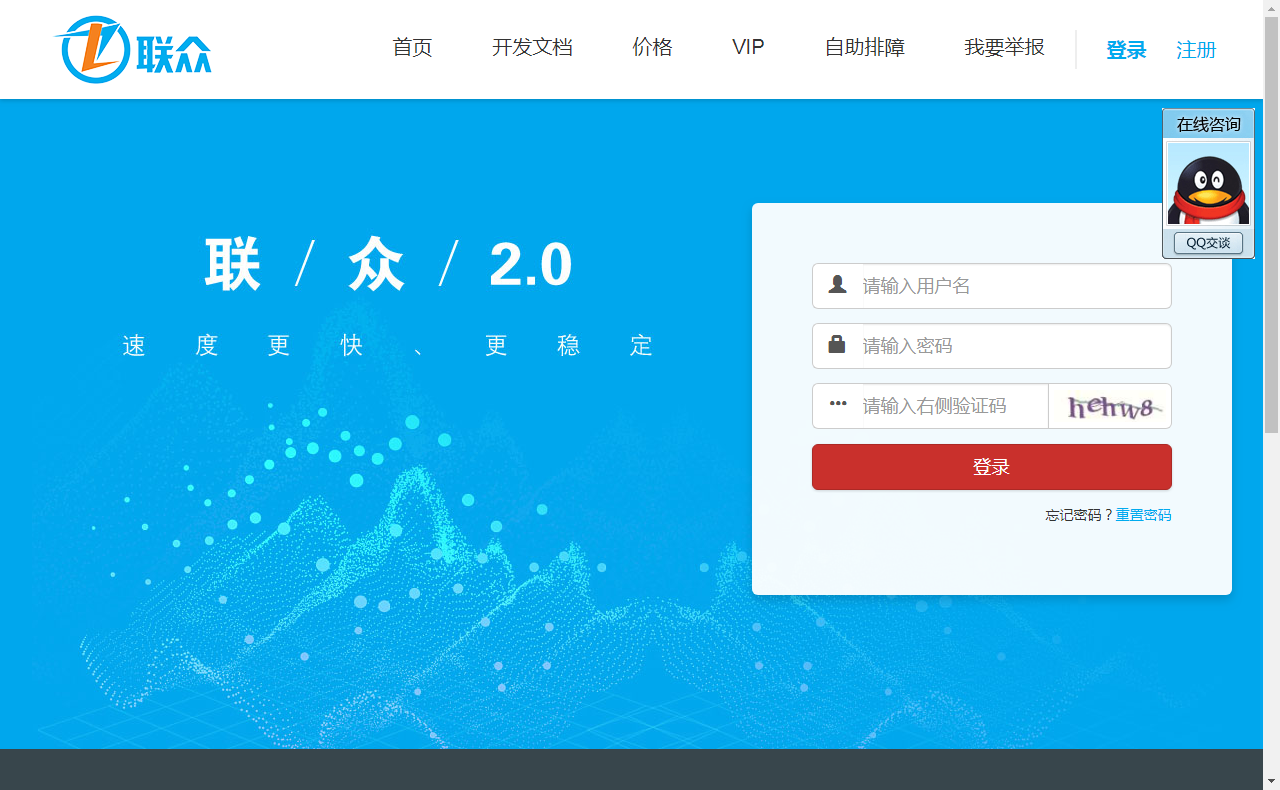 联众
首页 开发文档 价格 VIP 自助排障 我要举报 登录 注册
在线咨询
QQ交谈
联 / 众 / 2.0
速度更快、更稳定
请输入用户名
请输入密码
请输入右侧验证码 hehw8
登录
忘记密码？重置密码